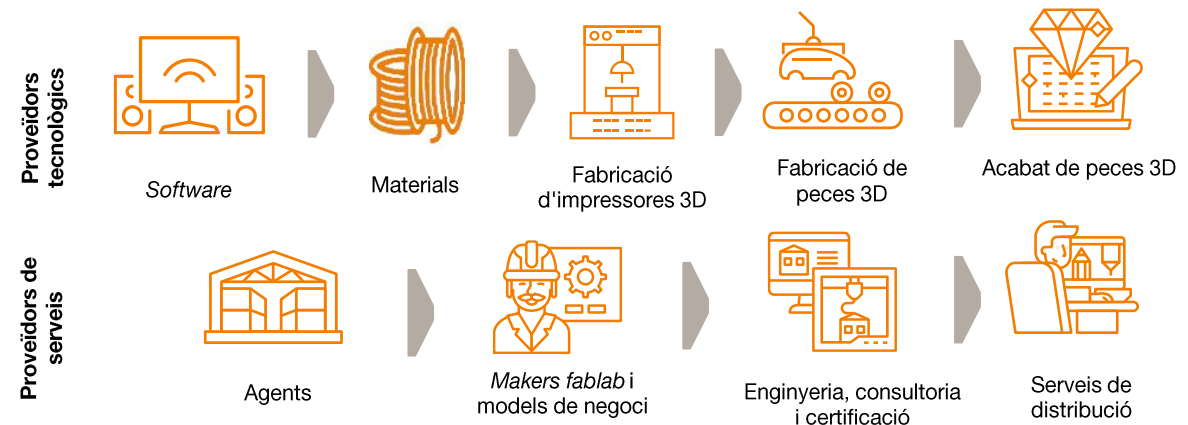 Proveïdors
tecnològics
Software
Materials
Fabricació
d'impressores 3D
Fabricació de
peces 3D
Acabat de peces 3D
Proveïdors de
serveis
Agents
Makers fablab i
models de negoci
Enginyeria, consultoria
i certificació
Serveis de
distribució